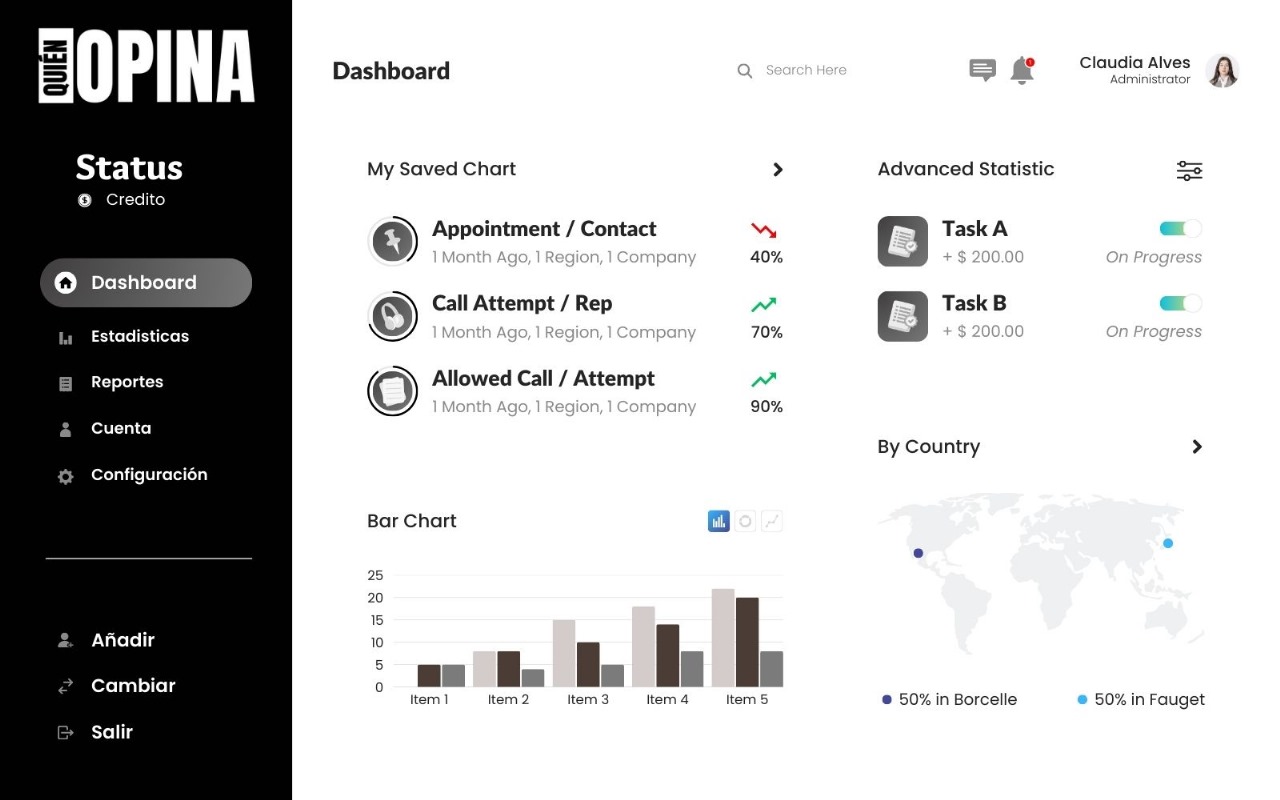 QUIÉN
OPINA
Status
Credito
Dashboard
Estadisticas
Reportes
Cuenta
Configuración
Añadir
Cambiar
Salir
Dashboard
Search Here
1
Claudia Alves
Administrator
My Saved Chart
Appointment / Contact
1 Month Ago, 1 Region, 1 Company
40%
Call Attempt / Rep
1 Month Ago, 1 Region, 1 Company
70%
Allowed Call / Attempt
1 Month Ago, 1 Region, 1 Company
90%
Advanced Statistic
Task A
+ $ 200.00
On Progress
Task B
+ $ 200.00
On Progress
Bar Chart
25
20
15
10
5
0
Item 1 Item 2 Item 3 Item 4 Item 5
By Country
50% in Borcelle
50% in Fauget